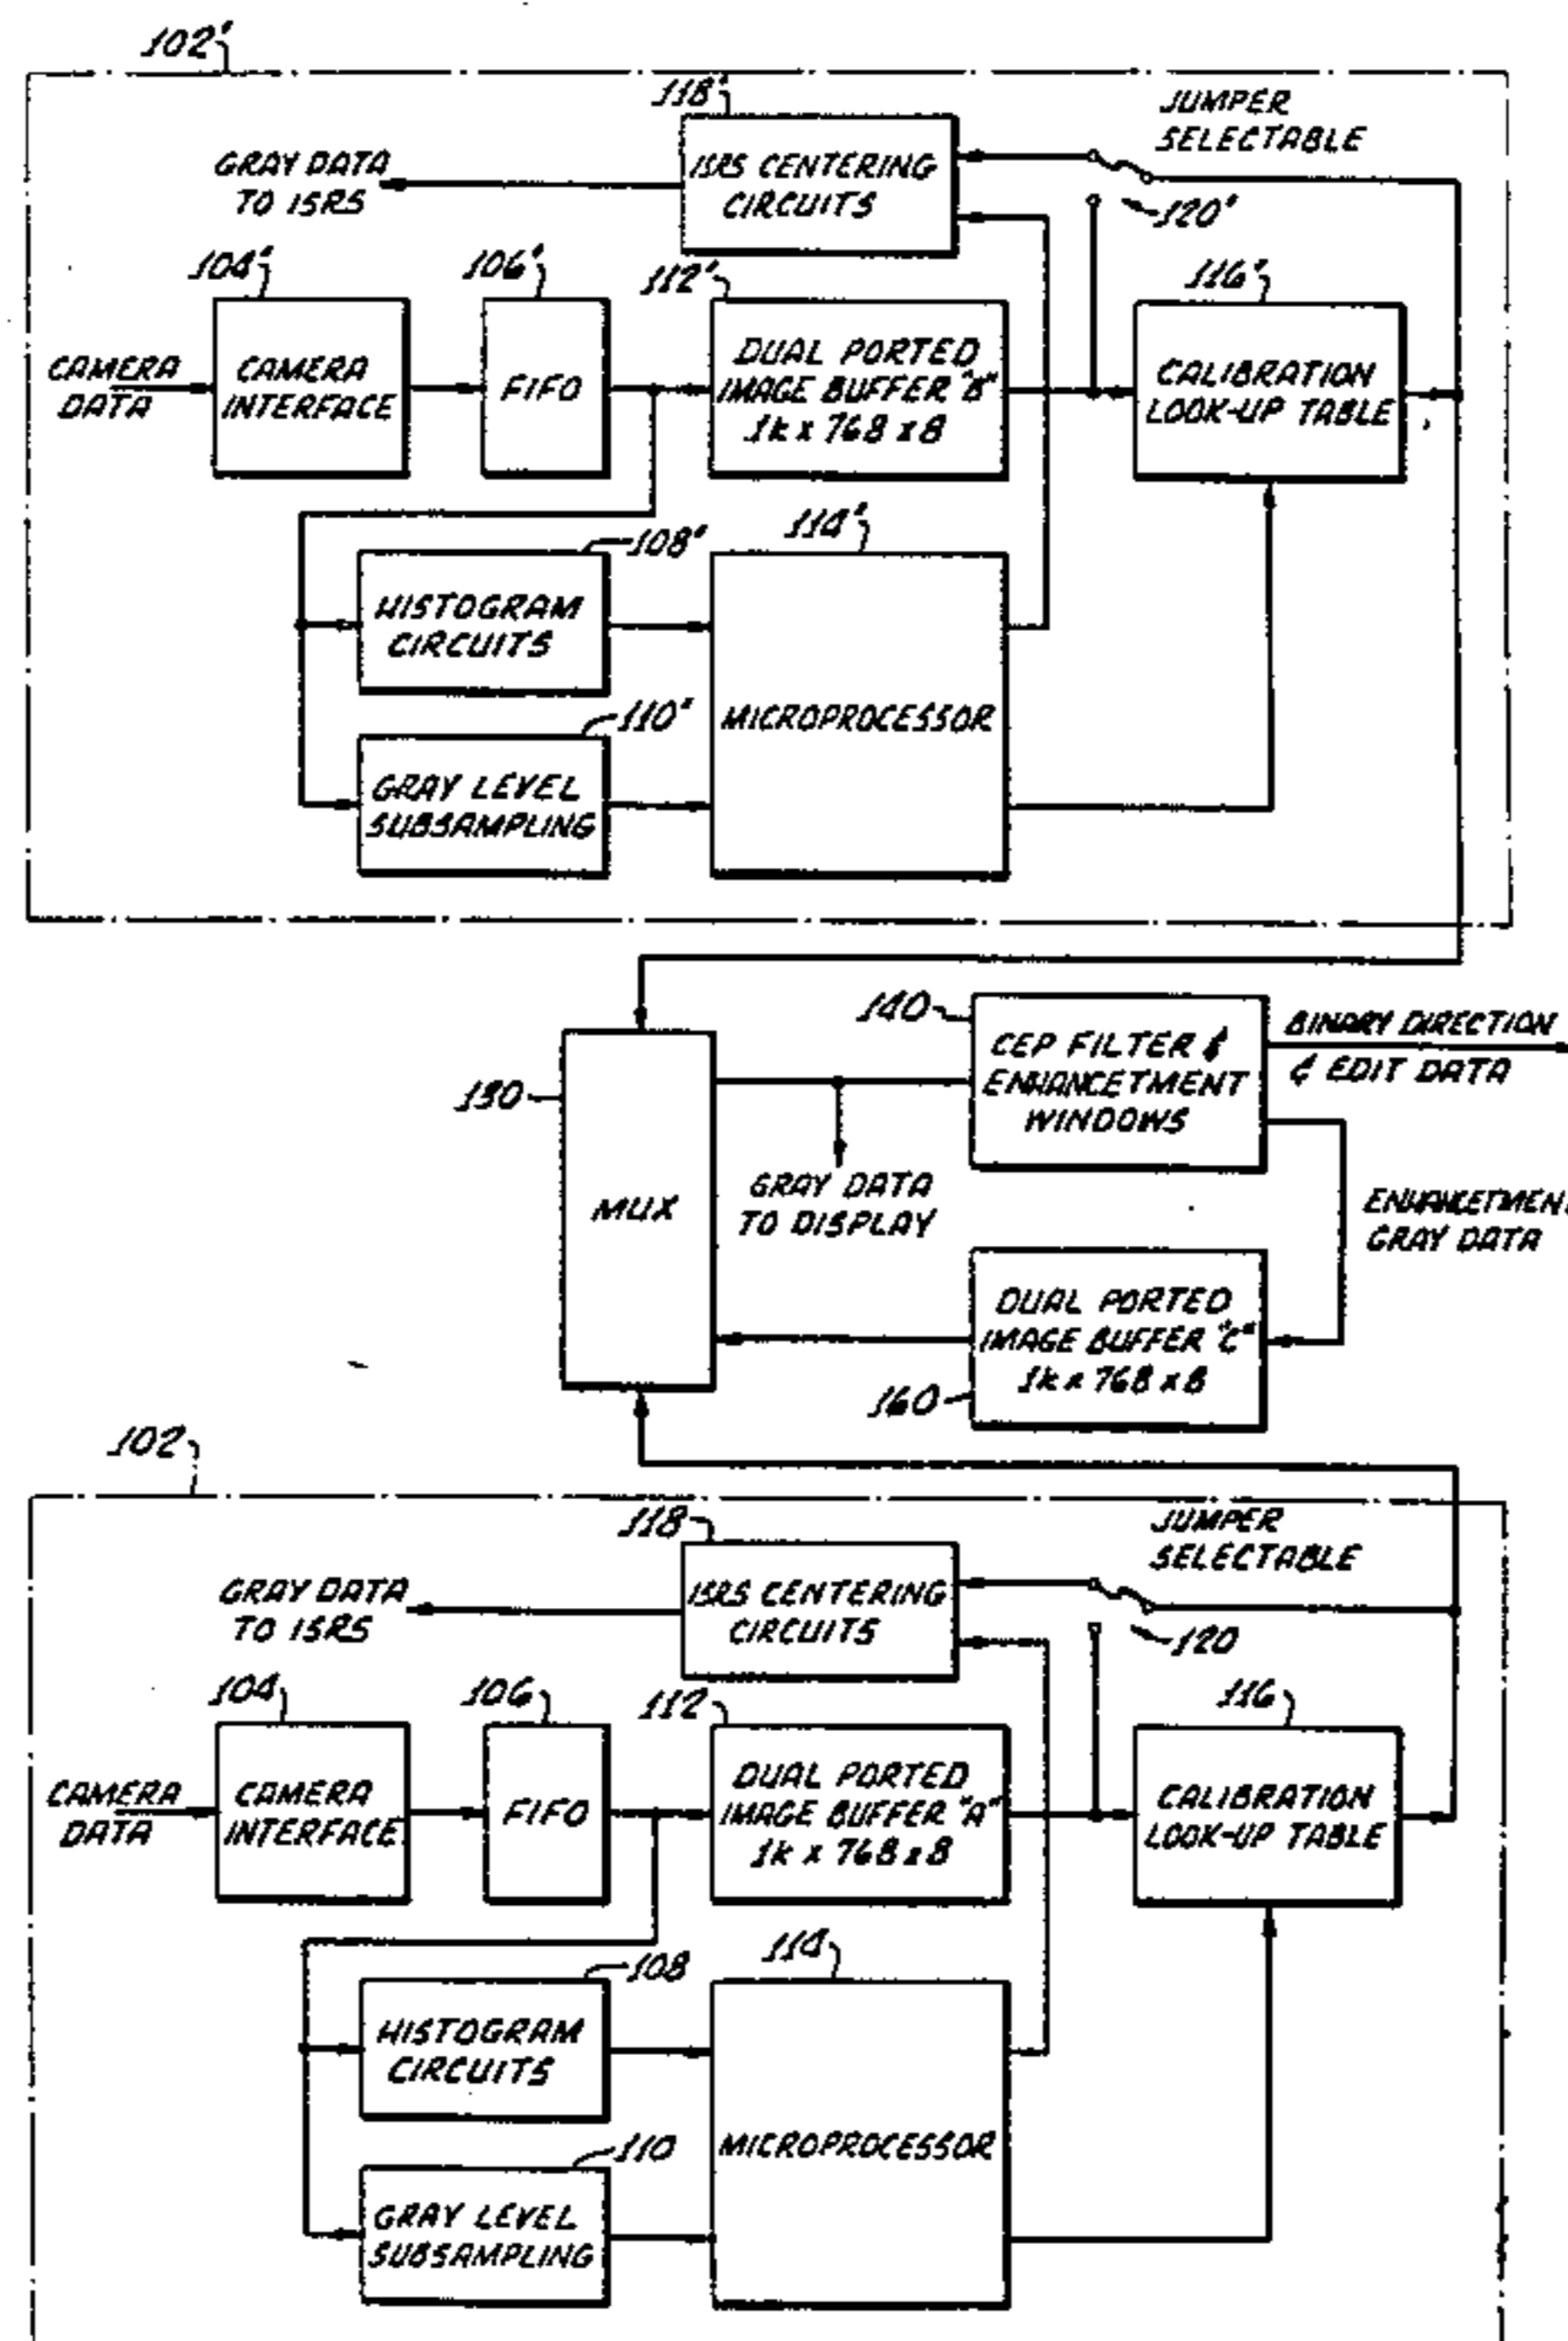 102'
118'
JUMPER
SELECTABLE
GRAY DATA
TO ISRS
ISRS CENTERING
CIRCUITS
120'
104'
106'
112'
116'
CAMERA
DATA
CAMERA
INTERFACE
FIFO
DUAL PORTED
IMAGE BUFFER "B"
1k x 768 x 8
CALIBRATION
LOOK-UP TABLE
108'
114'
HISTOGRAM
CIRCUITS
110'
MICROPROCESSOR
GRAY LEVEL
SUBSAMPLING
140
CEP FILTER &
ENHANCETMENT
WINDOWS
BINARY DIRECTION
& EDIT DATA
130
MUX
GRAY DATA
TO DISPLAY
ENHANCETMENT
GRAY DATA
DUAL PORTED
IMAGE BUFFER "C"
1k x 768 x 8
160
102
118
JUMPER
SELECTABLE
GRAY DATA
TO ISRS
ISRS CENTERING
CIRCUITS
120
104
106
112
116
CAMERA
DATA
CAMERA
INTERFACE
FIFO
DUAL PORTED
IMAGE BUFFER "A"
1k x 768 x 8
CALIBRATION
LOOK-UP TABLE
108
114
HISTOGRAM
CIRCUITS
110
MICROPROCESSOR
GRAY LEVEL
SUBSAMPLING